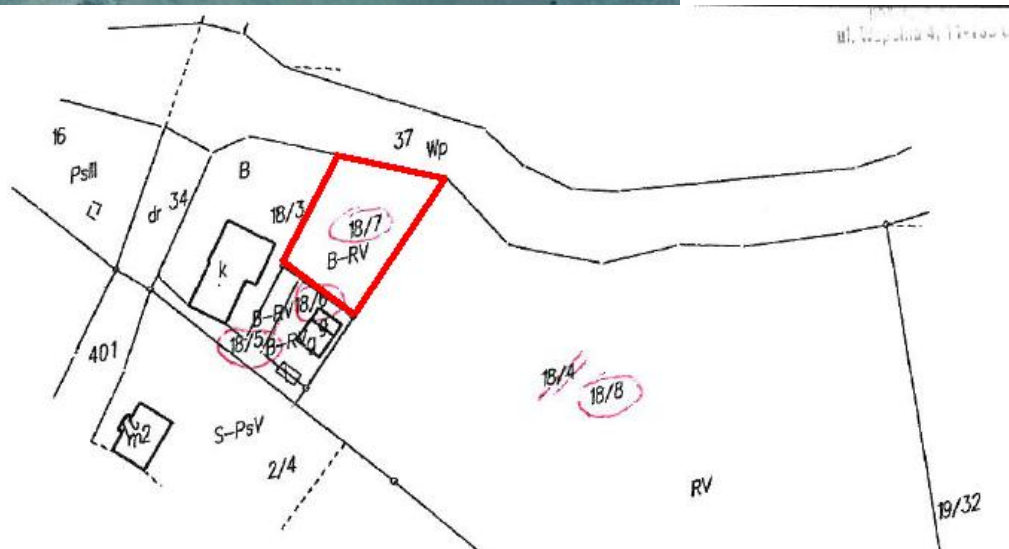 37 Wp
16
PsIII
B
dr 34
18/3
18/7
B-RV
k
B-RV
18/6
18/5
B-RV
g
401
18/4
18/8
m2
S-PsV
2/4
RV
19/32